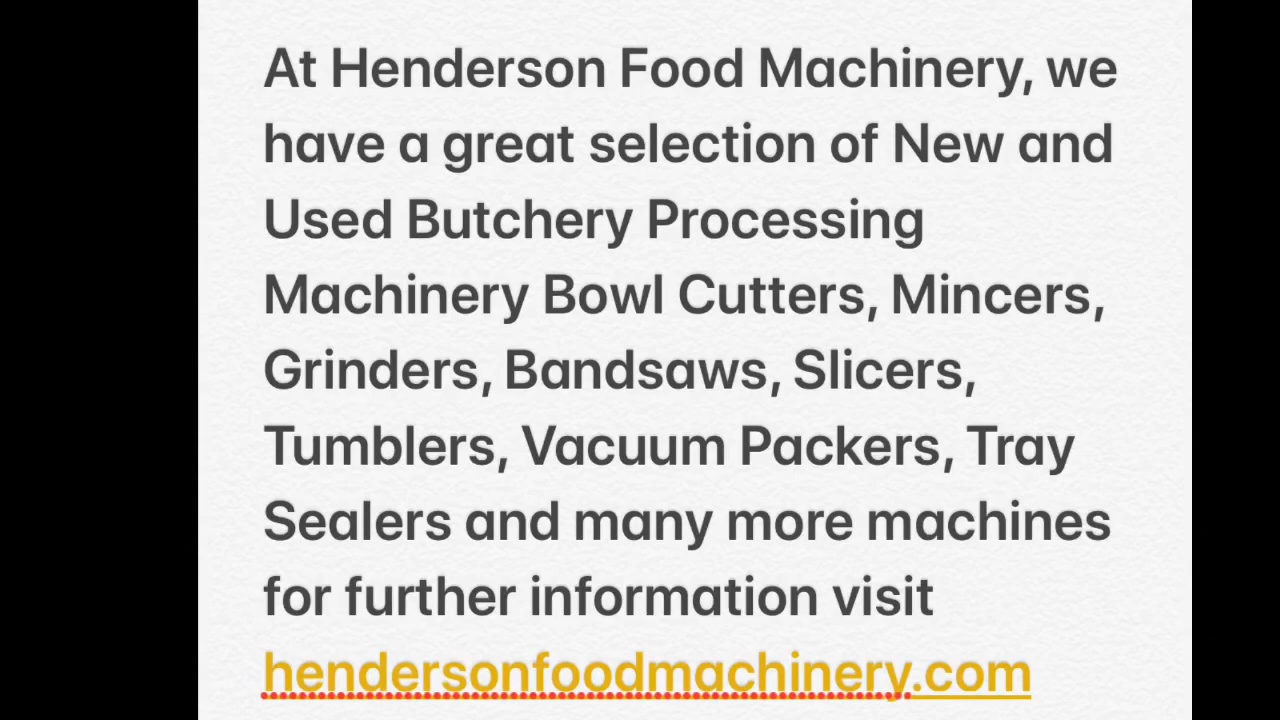 At Henderson Food Machinery, we
have a great selection of New and
Used Butchery Processing
Machinery Bowl Cutters, Mincers,
Grinders, Bandsaws, Slicers,
Tumblers, Vacuum Packers, Tray
Sealers and many more machines
for further information visit
hendersonfoodmachinery.com